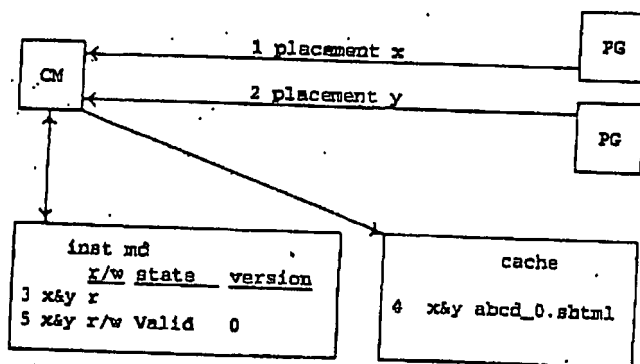 1 placement x
PG
CM
2 placement y
PG
inst md
r/w state version
3 x&y r
5 x&y r/w Valid 0
cache
4 x&y abcd_0.shtml